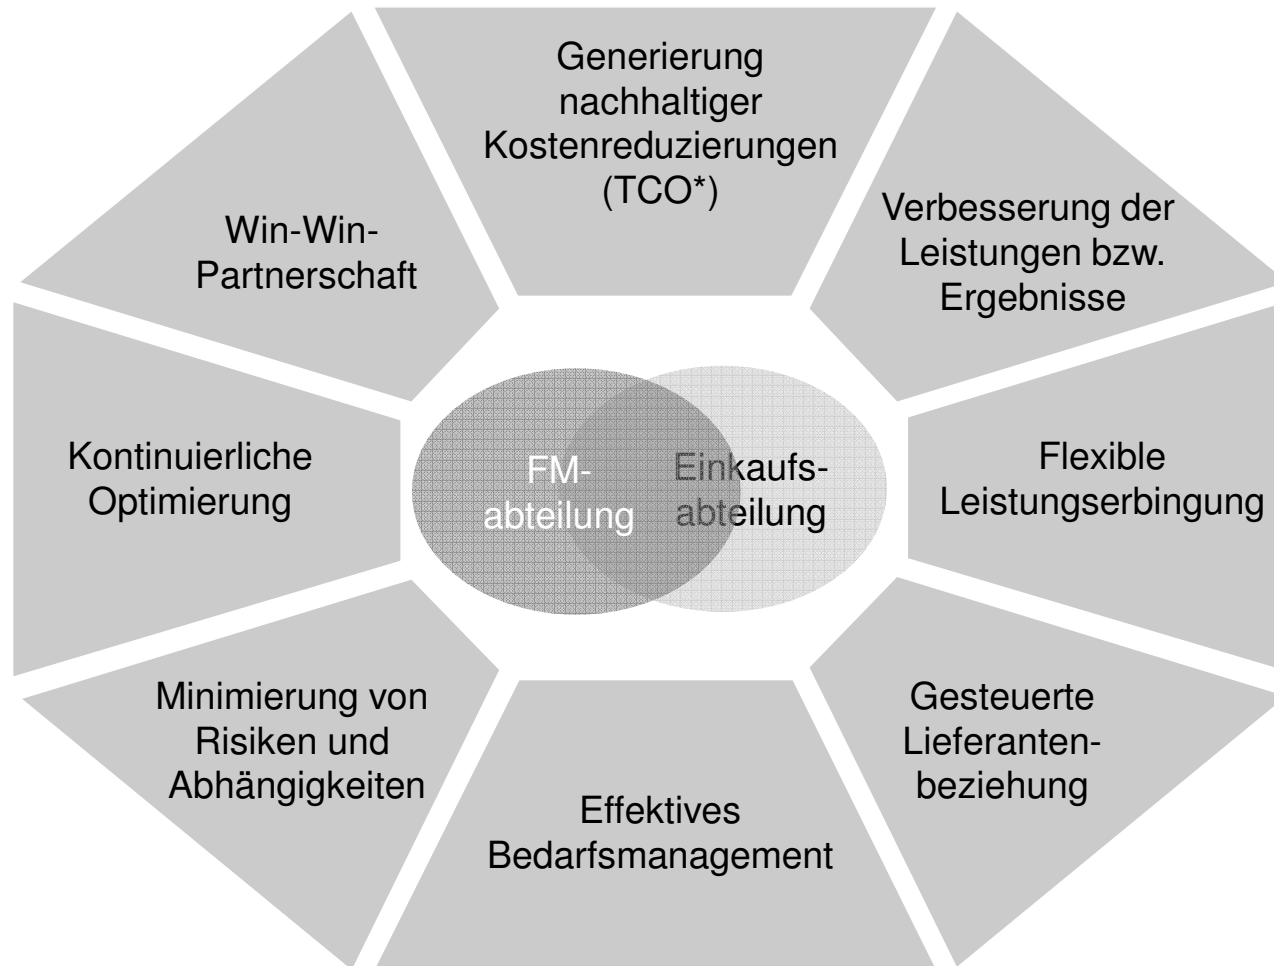 Generierung
nachhaltiger
Kostenreduzierungen
(TCO*)
Verbesserung der
Leistungen bzw.
Ergebnisse
Win-Win-
Partnerschaft
Kontinuierliche
Optimierung
FM-
abteilung
Einkaufs-
abteilung
Flexible
Leistungserbingung
Minimierung von
Risiken und
Abhängigkeiten
Gesteuerte
Lieferanten-
beziehung
Effektives
Bedarfsmanagement